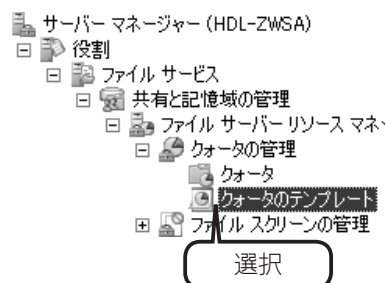 サーバー マネージャー (HDL-ZWSA)
役割
ファイル サービス
共有と記憶域の管理
ファイル サーバー リソース マネー
クォータの管理
クォータ
クォータのテンプレート
ファイル スクリーンの管理
選択